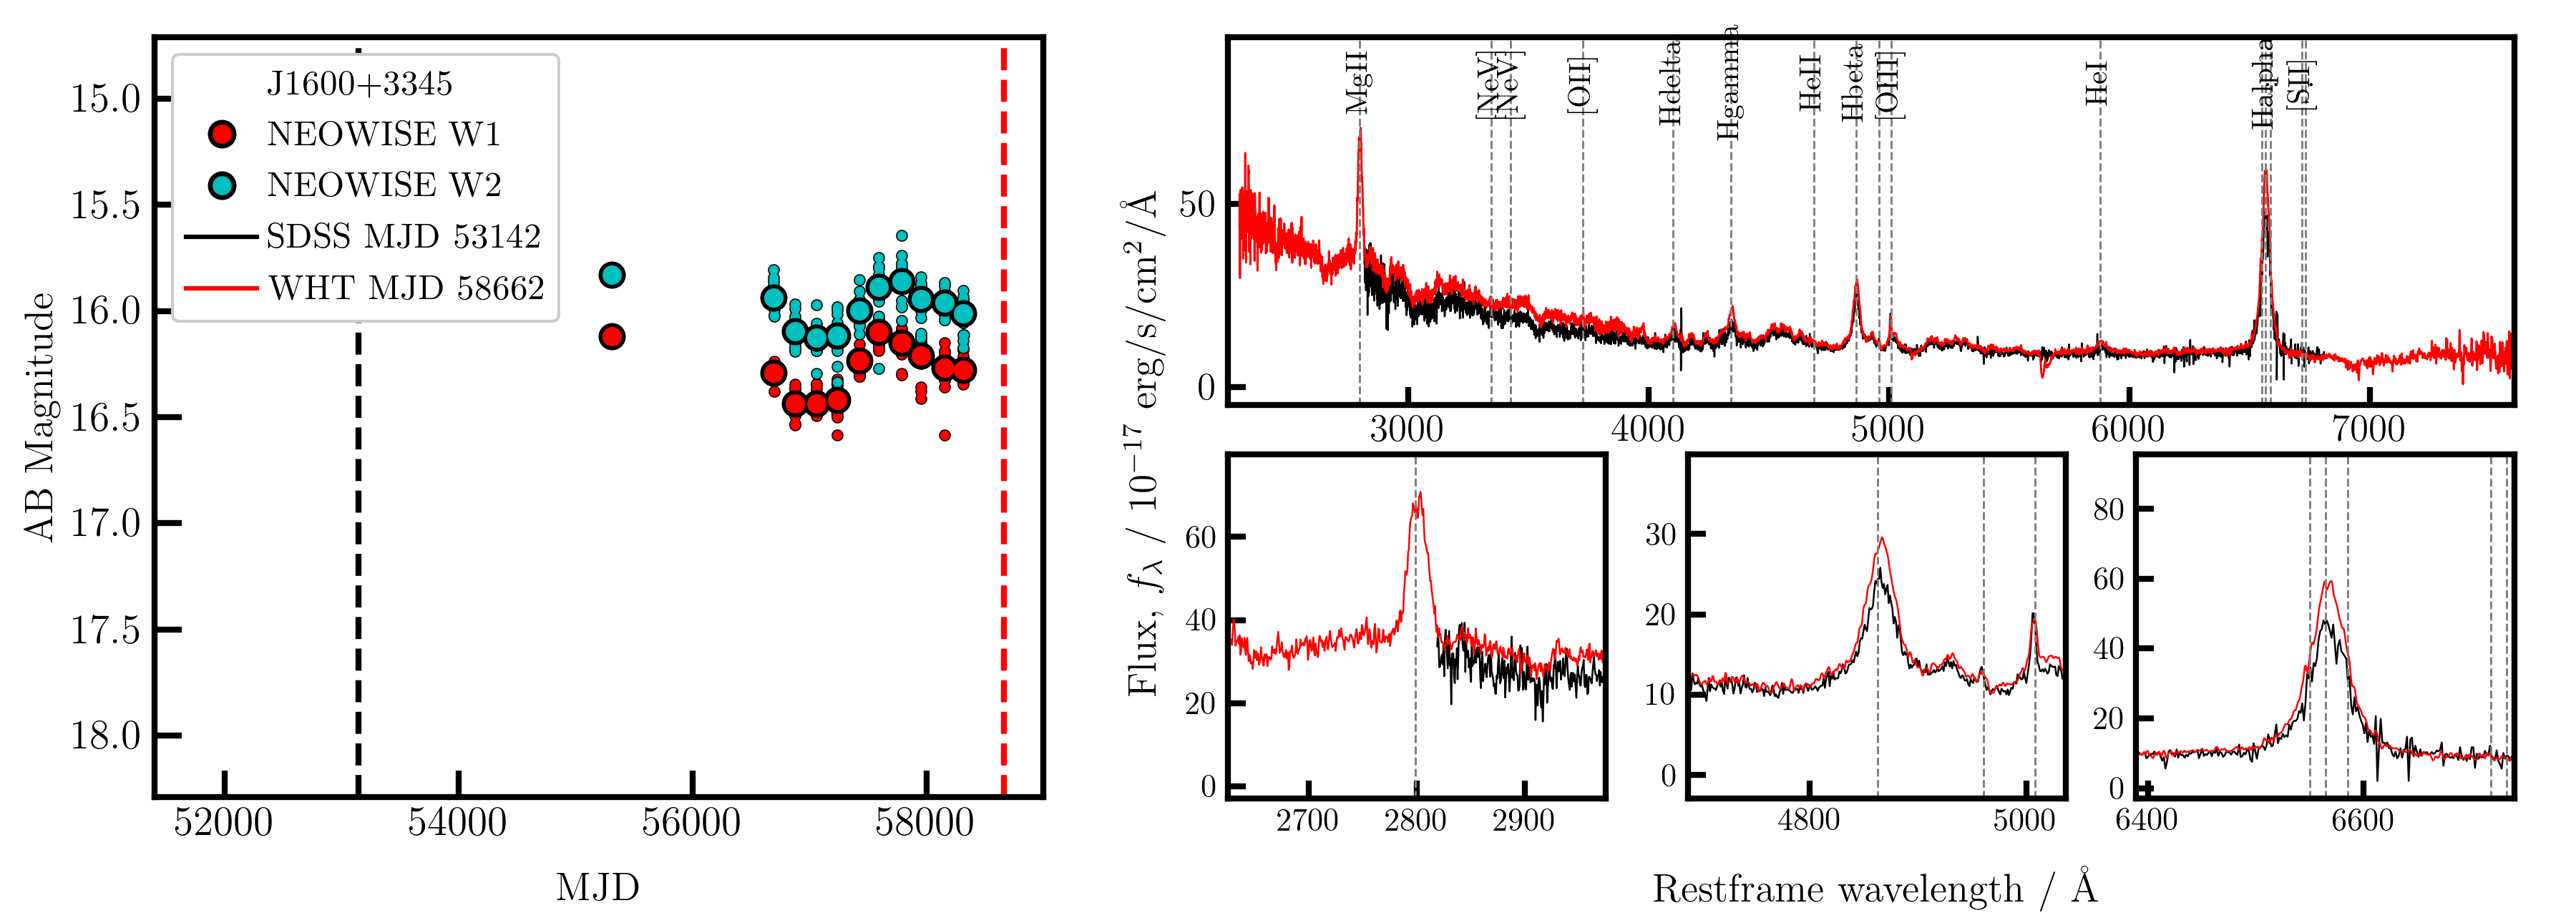 J1600+3345
NEOWISE W1
NEOWISE W2
SDSS MJD 53142
WHT MJD 58662
AB Magnitude
15.0
15.5
16.0
16.5
17.0
17.5
18.0
52000 54000 56000 58000
MJD
Flux, fλ / 10⁻¹⁷ erg/s/cm² /Å
MgII
[NeV]
[NeV]
[OII]
Hdelta
Hgamma
HeII
Hbeta
[OIII]
HeI
Halpha
[SII]
50
0
3000 4000 5000 6000 7000
60
40
20
0
2700 2800 2900
30
20
10
0
4800 5000
80
60
40
20
0
6400 6600
Restframe wavelength / Å